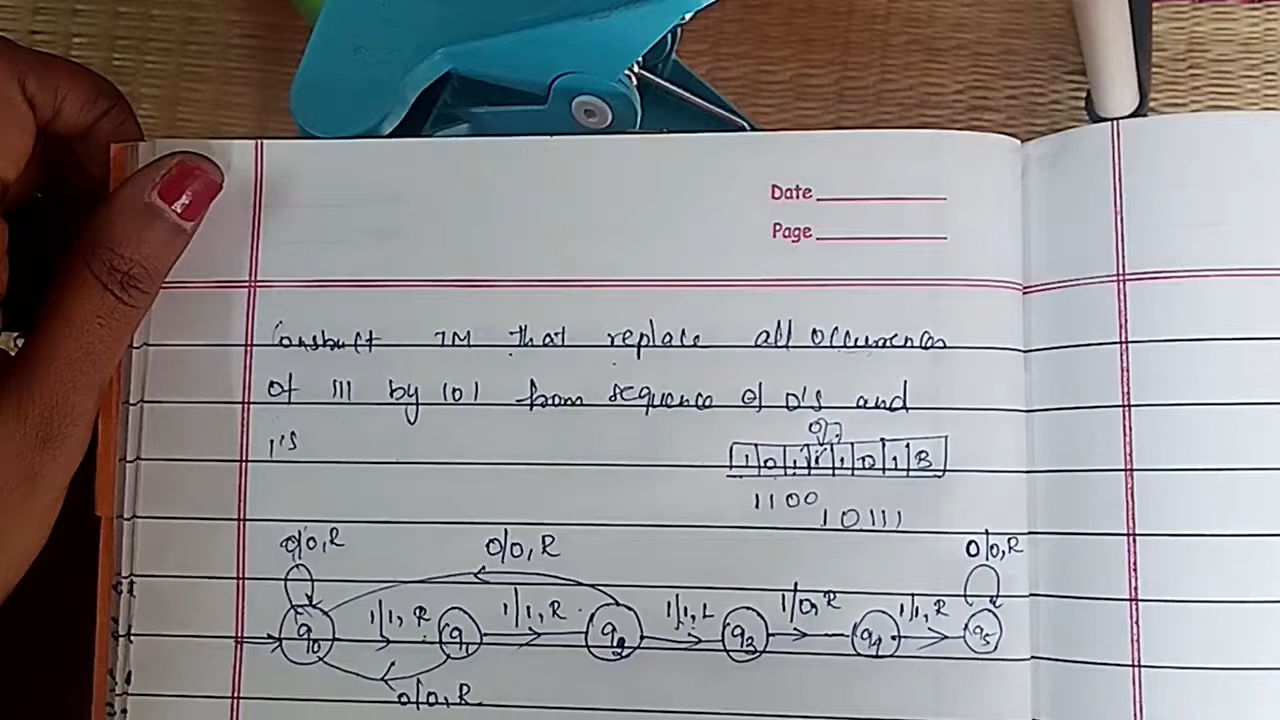 Date
Page
Construct TM that replace all occurrences
of 111 by 101 from sequence of 0's and
1's
1 0 1 1 1 0 1 B
1100
10111
0/0,R
0/0,R
0/0,R
1/1,R
1/1,R
1/1,L
1/0,R
1/1,R
q0 q1 q2 q3 q4 q5
0/0,R